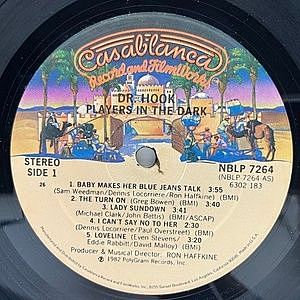 Casablanca
Record and FilmWorks
DR. HOOK
PLAYERS IN THE DARK
STEREO
SIDE 1
NBLP 7264
(NBLP 7264 AS)
6302 183
26
1. BABY MAKES HER BLUE JEANS TALK 3:55
(Sam Weedman/Dennis Locorriere/Ron Haffkine) (BMI)
2. THE TURN ON (Greg Bowen) (BMI) 3:40
3. LADY SUNDOWN 3:41
(Michael Clark/John Bettis) (BMI/ASCAP)
4. I CAN'T SAY NO TO HER 2:30
(Dennis Locorriere/Paul Overstreet) (BMI)
5. LOVELINE (Even Stevens/ 3:02
Eddie Rabbitt/David Malloy) (BMI)
Producer & Musical Director: RON HAFFKINE
℗ 1982 PolyGram Records, Inc.